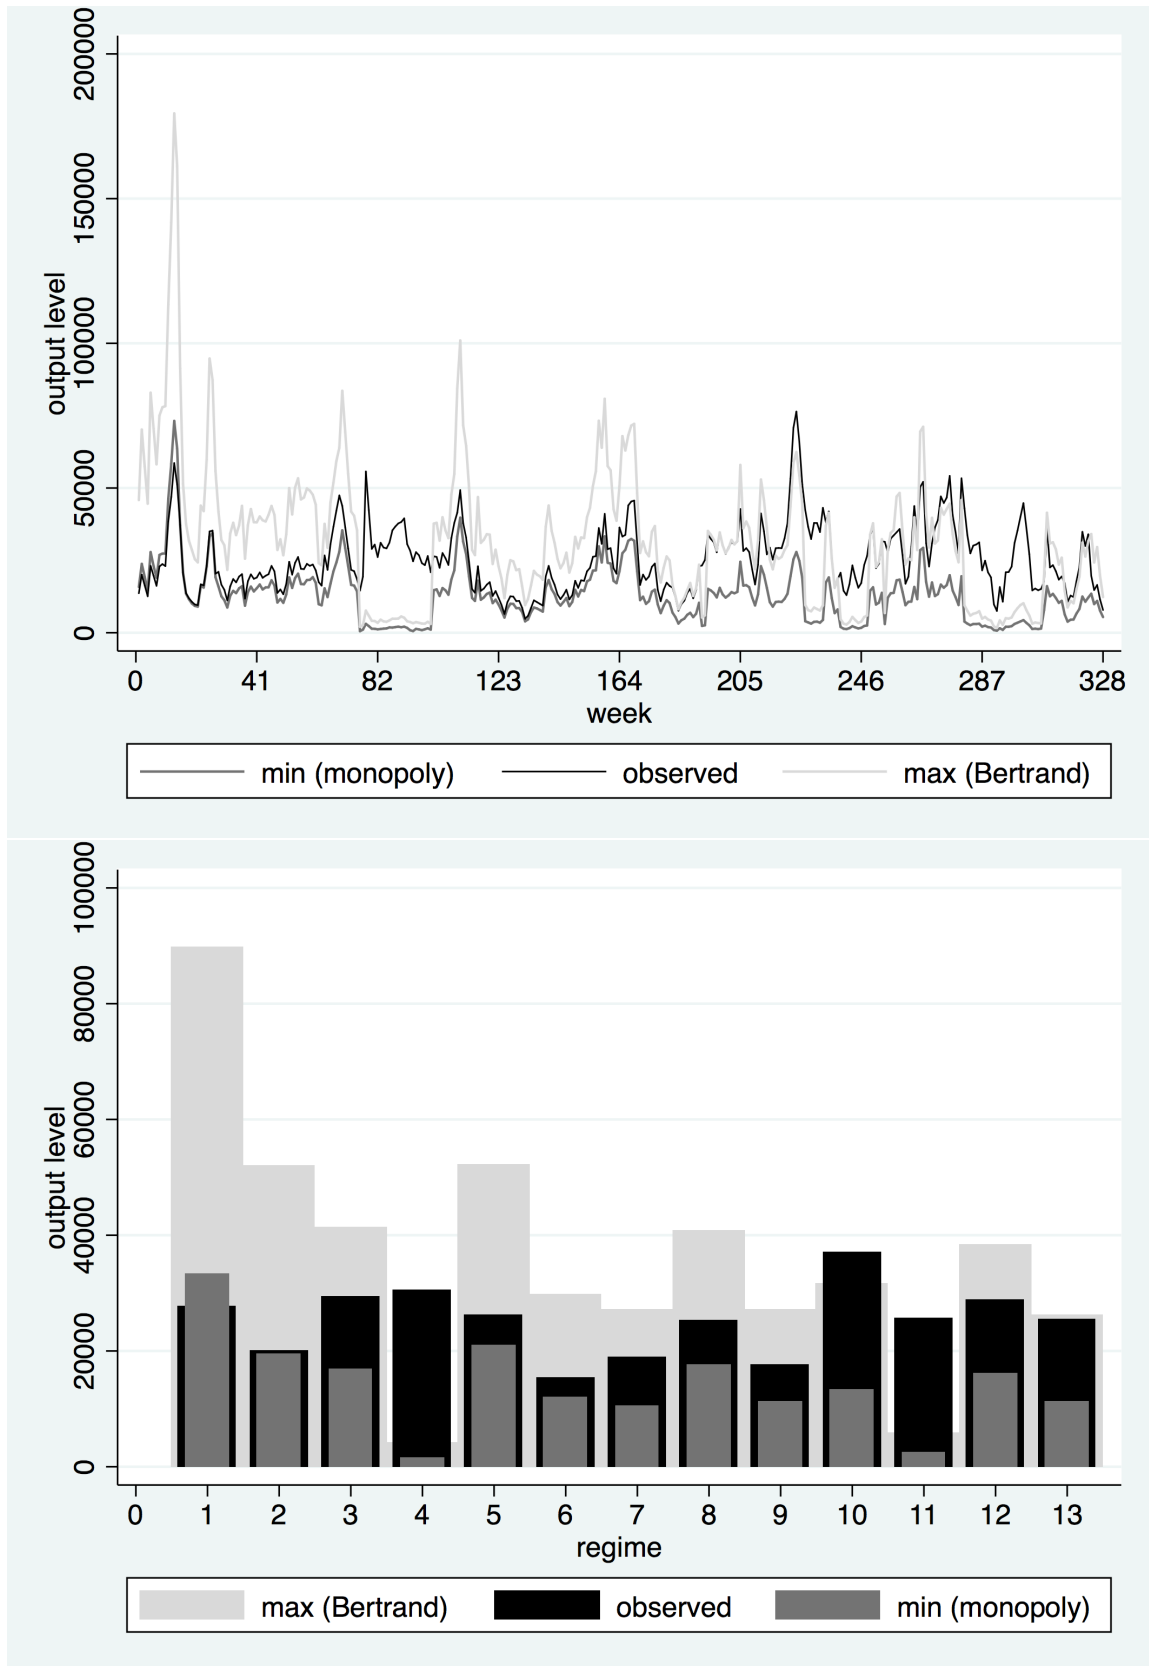 200000
150000
100000
50000
0
output level
0 41 82 123 164 205 246 287 328
week
min (monopoly) observed max (Bertrand)
100000
80000
60000
40000
20000
0
output level
0 1 2 3 4 5 6 7 8 9 10 11 12 13
regime
max (Bertrand) observed min (monopoly)